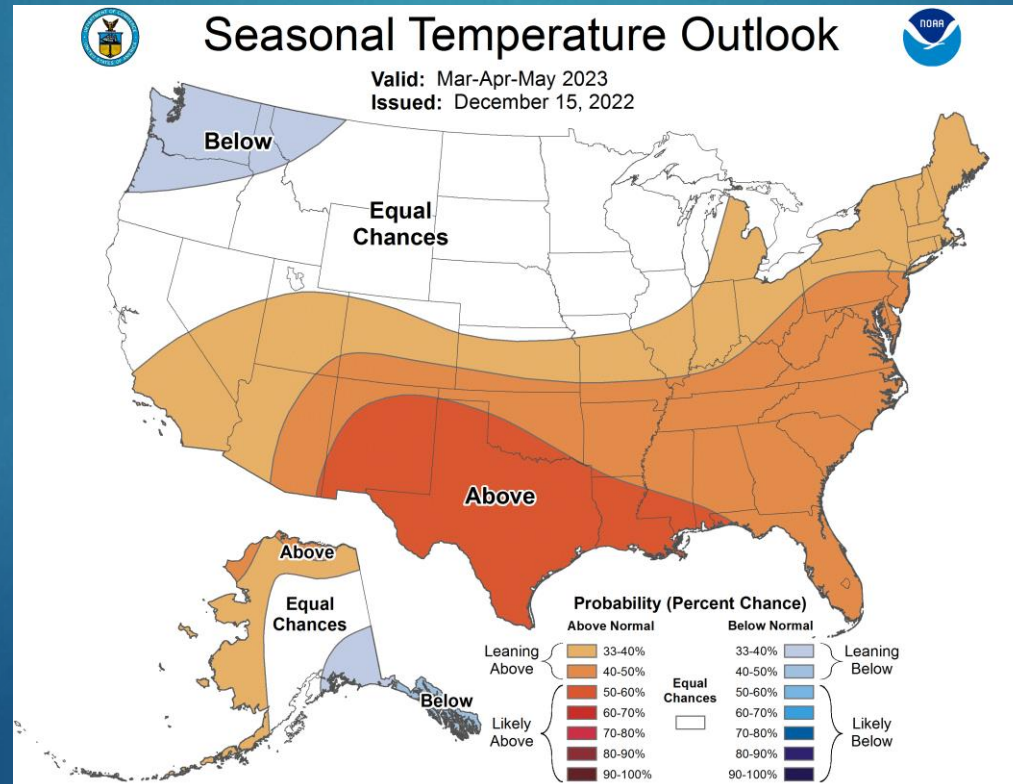 Seasonal Temperature Outlook
NOAA
Valid: Mar-Apr-May 2023
Issued: December 15, 2022
Below
Equal
Chances
Above
Above
Equal
Chances
Below
Probability (Percent Chance)
Above Normal
Below Normal
Leaning
Above
33-40%
40-50%
Likely
Above
50-60%
60-70%
70-80%
80-90%
90-100%
Equal
Chances
33-40%
40-50%
Leaning
Below
50-60%
60-70%
70-80%
80-90%
90-100%
Likely
Below